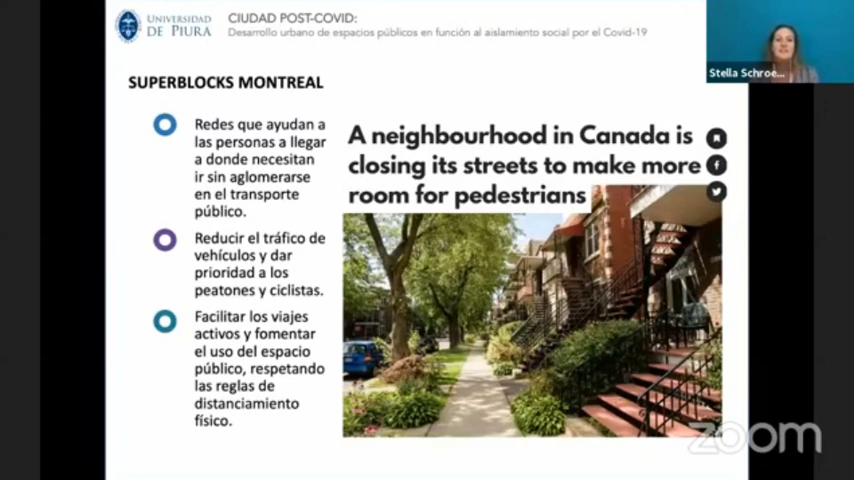 UNIVERSIDAD
DE PIURA
CIUDAD POST-COVID:
Desarrollo urbano de espacios públicos en función al aislamiento social por el Covid-19
Stella Schroe...
SUPERBLOCKS MONTREAL
Redes que ayudan a
las personas a llegar
a donde necesitan
ir sin aglomerarse
en el transporte
público.
Reducir el tráfico de
vehículos y dar
prioridad a los
peatones y ciclistas.
Facilitar los viajes
activos y fomentar
el uso del espacio
público, respetando
las reglas de
distanciamiento
físico.
A neighbourhood in Canada is
closing its streets to make more
room for pedestrians
zoom